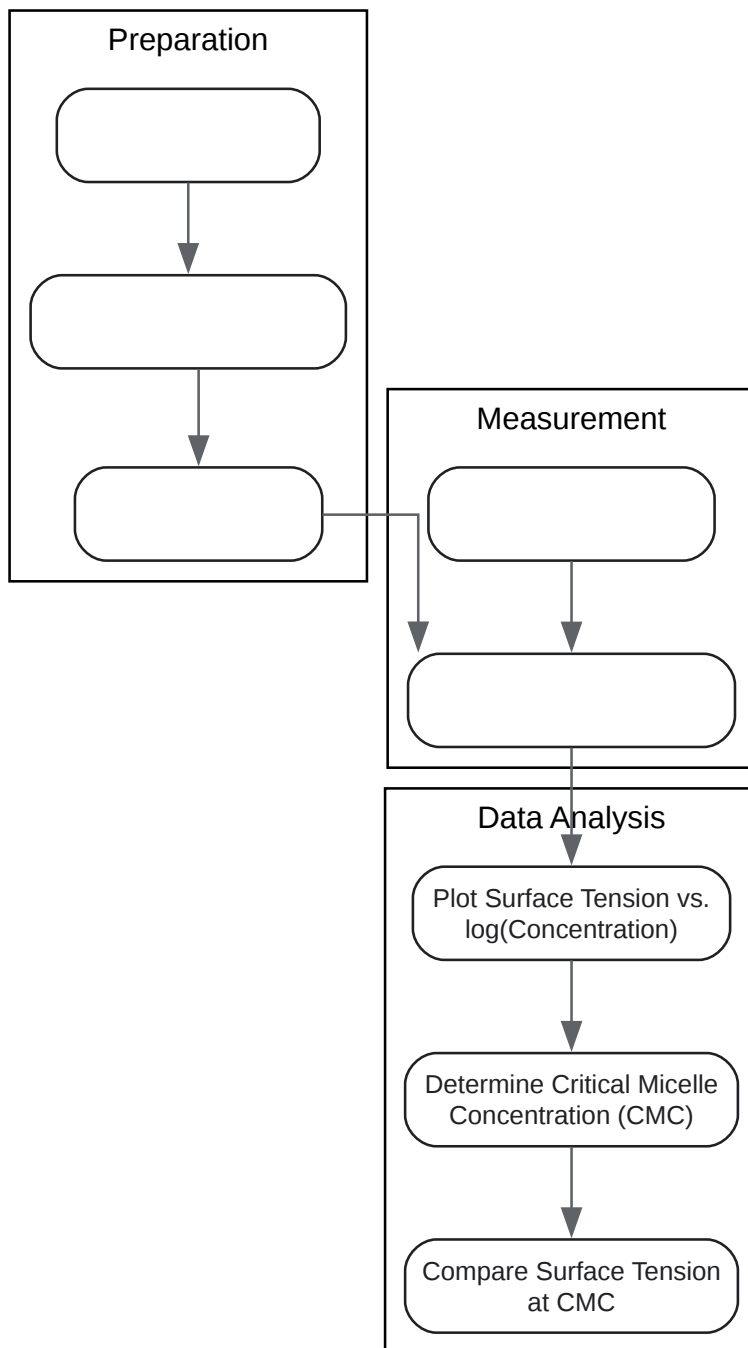 Preparation
Measurement
Data Analysis
Plot Surface Tension vs.
log(Concentration)
Determine Critical Micelle
Concentration (CMC)
Compare Surface Tension
at CMC